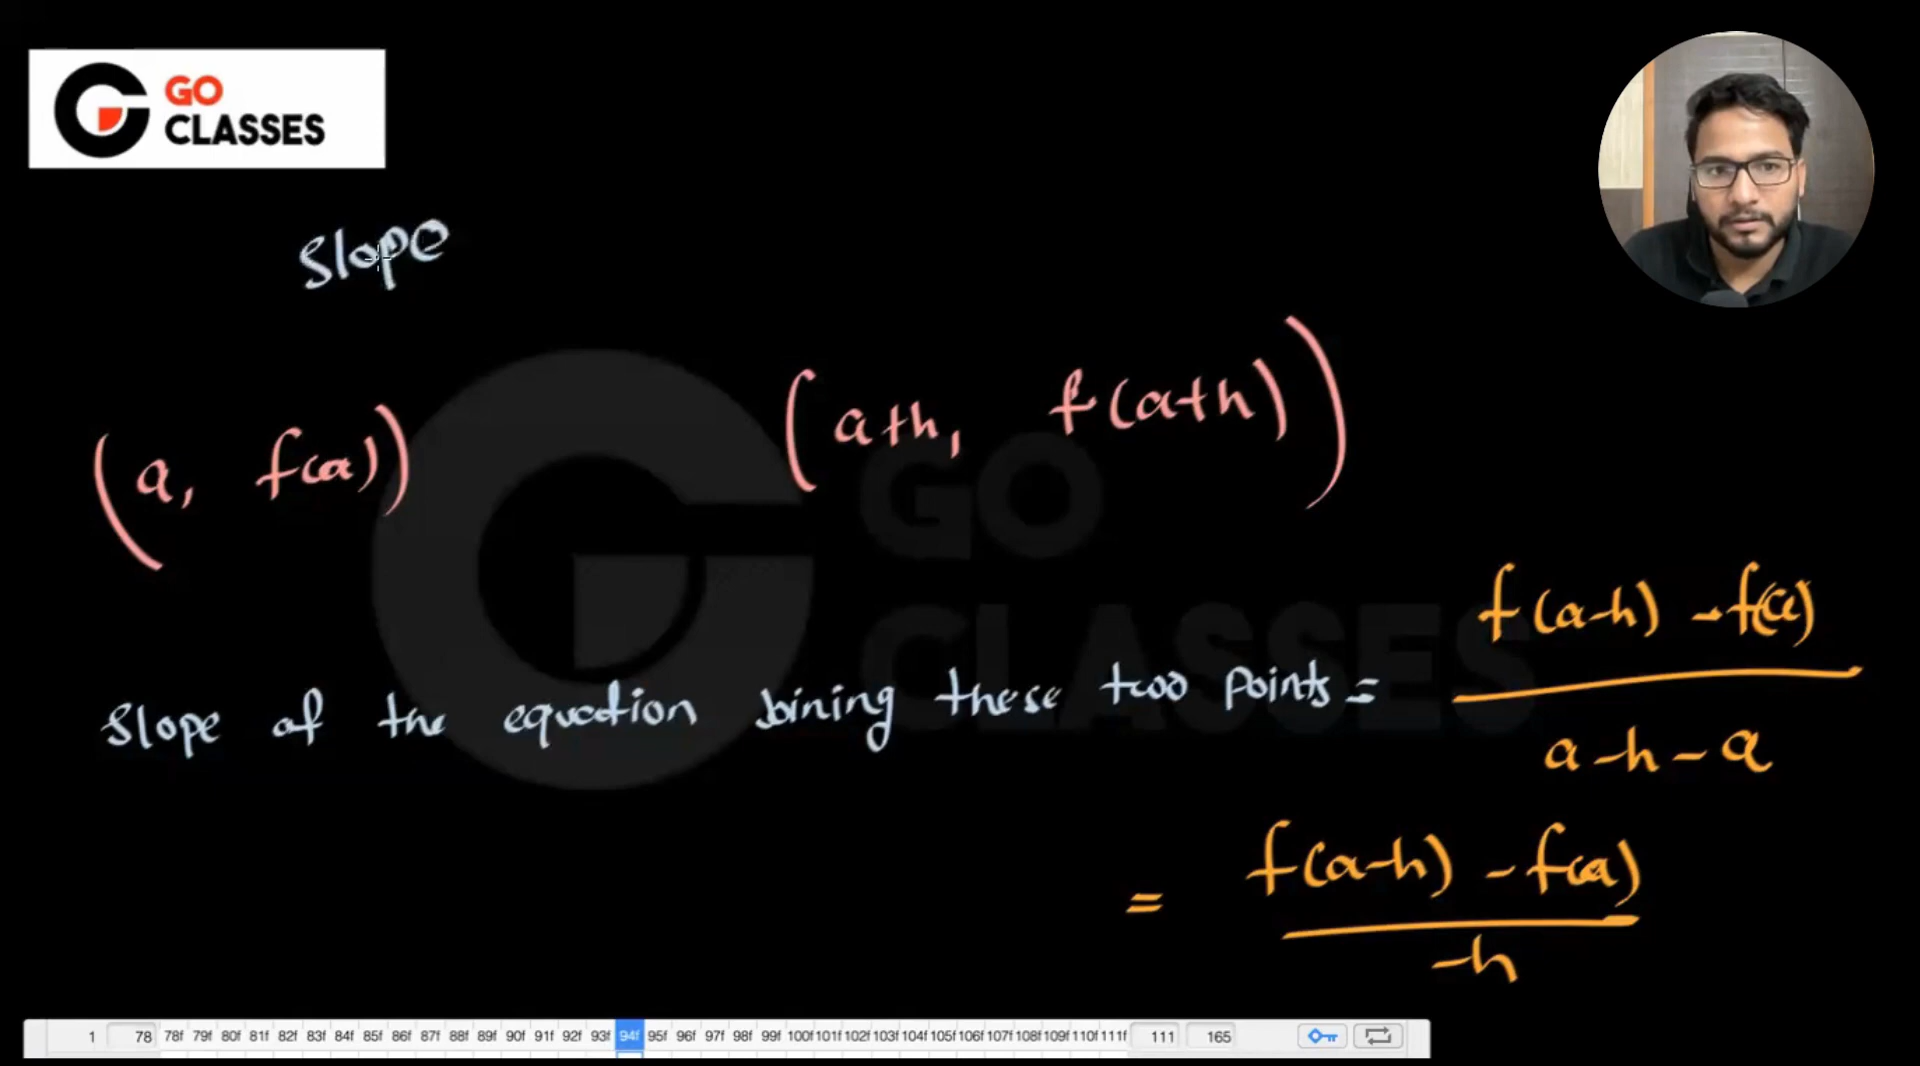 GO
CLASSES
Slope
(a, f(a)) (a+h, f(a+h))
GO
CLASSES
f(a-h) - f(a)
Slope of the equation joining these two points = 
a-h-a
= f(a-h) - f(a)
-h
1 78 78f 79f 80f 81f 82f 83f 84f 85f 86f 87f 88f 89f 90f 91f 92f 93f 94f 95f 96f 97f 98f 99f 100f 101f 102f 103f 104f 105f 106f 107f 108f 109f 110f 111f 111 165